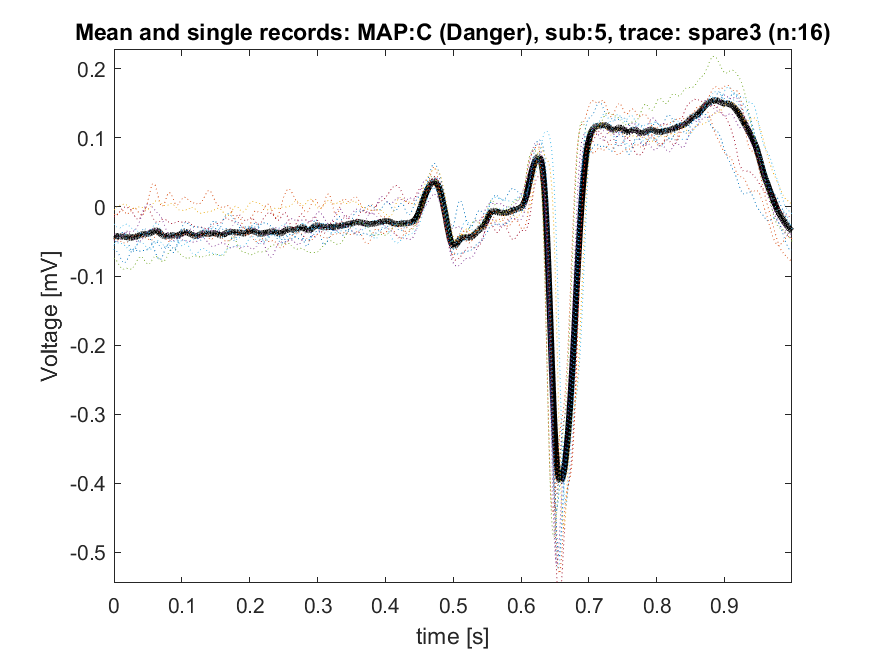 Mean and single records: MAP:C (Danger), sub:5, trace: spare3 (n:16)
0.2
0.1
0
-0.1
-0.2
-0.3
-0.4
-0.5
Voltage [mV]
0 0.1 0.2 0.3 0.4 0.5 0.6 0.7 0.8 0.9
time [s]